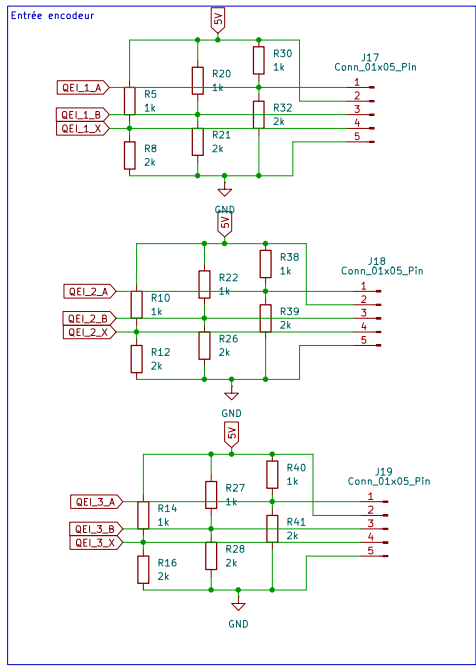 Entrée encodeur
5V
R30
1k
J17
Conn_01x05_Pin
R20
1k
QEI_1_A
1
R5
1k
2
R32
2k
QEI_1_B
3
QEI_1_X
4
R21
2k
5
R8
2k
GND
5V
R38
1k
J18
Conn_01x05_Pin
R22
1k
QEI_2_A
1
R10
1k
2
R39
2k
QEI_2_B
3
QEI_2_X
4
R26
2k
5
R12
2k
GND
5V
R40
1k
J19
Conn_01x05_Pin
R27
1k
QEI_3_A
1
R14
1k
2
R41
2k
QEI_3_B
3
QEI_3_X
4
R28
2k
5
R16
2k
GND